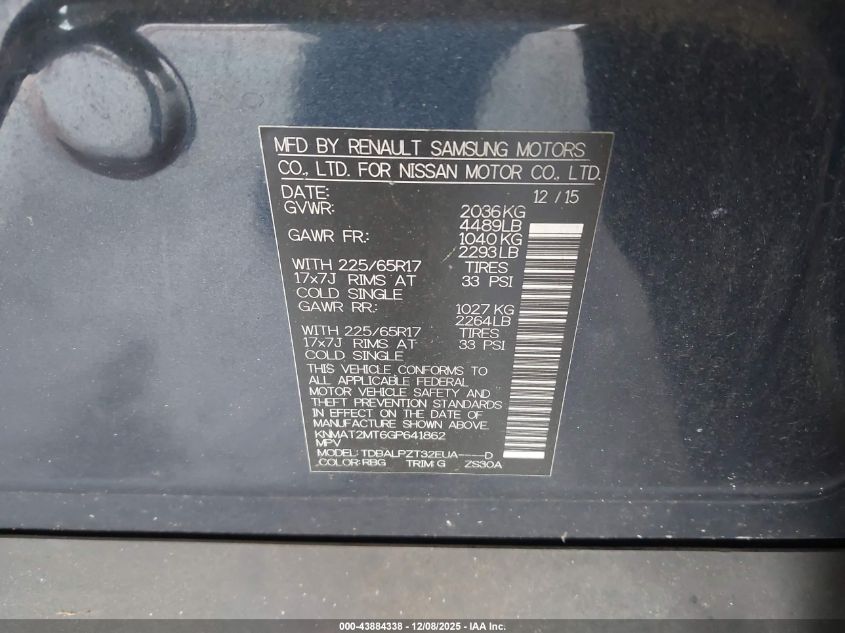 MFD BY RENAULT SAMSUNG MOTORS
CO., LTD. FOR NISSAN MOTOR CO., LTD.
DATE: 12 / 15
GVWR: 2036 KG
4489LB
GAWR FR.: 1040 KG
2293 LB
WITH 225/65R17 TIRES
17x7J RIMS AT 33 PSI
COLD SINGLE
GAWR RR.: 1027 KG
2264LB
WITH 225/65R17 TIRES
17x7J RIMS AT 33 PSI
COLD SINGLE
THIS VEHICLE CONFORMS TO
ALL APPLICABLE FEDERAL
MOTOR VEHICLE SAFETY AND
THEFT PREVENTION STANDARDS
IN EFFECT ON THE DATE OF
MANUFACTURE SHOWN ABOVE.
KNMAT2MT6GP641862
MPV
MODEL: TDBALPZT32EUA----D
COLOR:RBG TRIM:G ZS30A
000-43884338 - 12/08/2025 - IAA Inc.